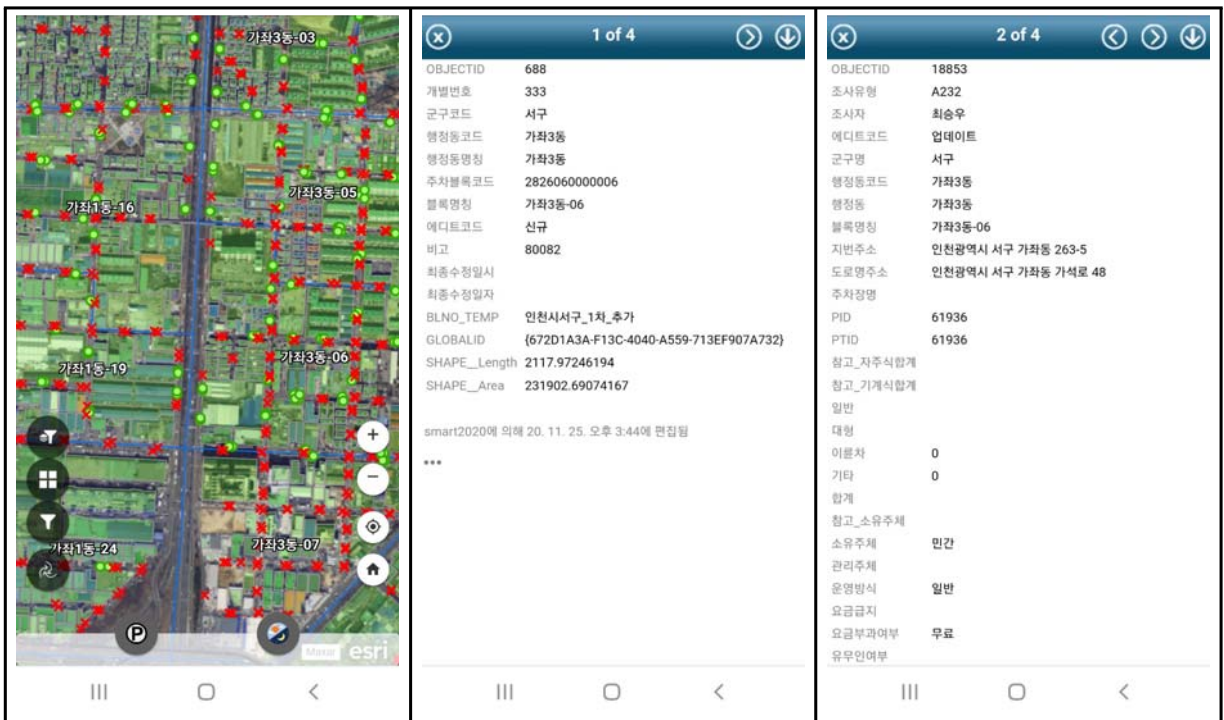 가좌3동-03
가좌3동-05
가좌1동-16
가좌3동-06
가좌1동-19
가좌3동-07
가좌1동-24
P
Maxar esri
1 of 4
OBJECTID 688
개별번호 333
군구코드 서구
행정동코드 가좌3동
행정동명칭 가좌3동
주차블록코드 2826060000006
블록명칭 가좌3동-06
에디트코드 신규
비고 80082
최종수정일시
최종수정일자
BLNO_TEMP 인천시서구_1차_추가
GLOBALID {672D1A3A-F13C-4040-A559-713EF907A732}
SHAPE__Length 2117.97246194
SHAPE__Area 231902.69074167
smart2020에 의해 20. 11. 25. 오후 3:44에 편집됨
•••
2 of 4
OBJECTID 18853
조사유형 A232
조사자 최승우
에디트코드 업데이트
군구명 서구
행정동코드 가좌3동
행정동 가좌3동
블록명칭 가좌3동-06
지번주소 인천광역시 서구 가좌동 263-5
도로명주소 인천광역시 서구 가좌동 가석로 48
주차장명
PID 61936
PTID 61936
참고_자주식합계
참고_기계식합계
일반
대형
이륜차 0
기타 0
합계
참고_소유주체
소유주체 민간
관리주체
운영방식 일반
요금급지
요금부과여부 무료
유무인여부